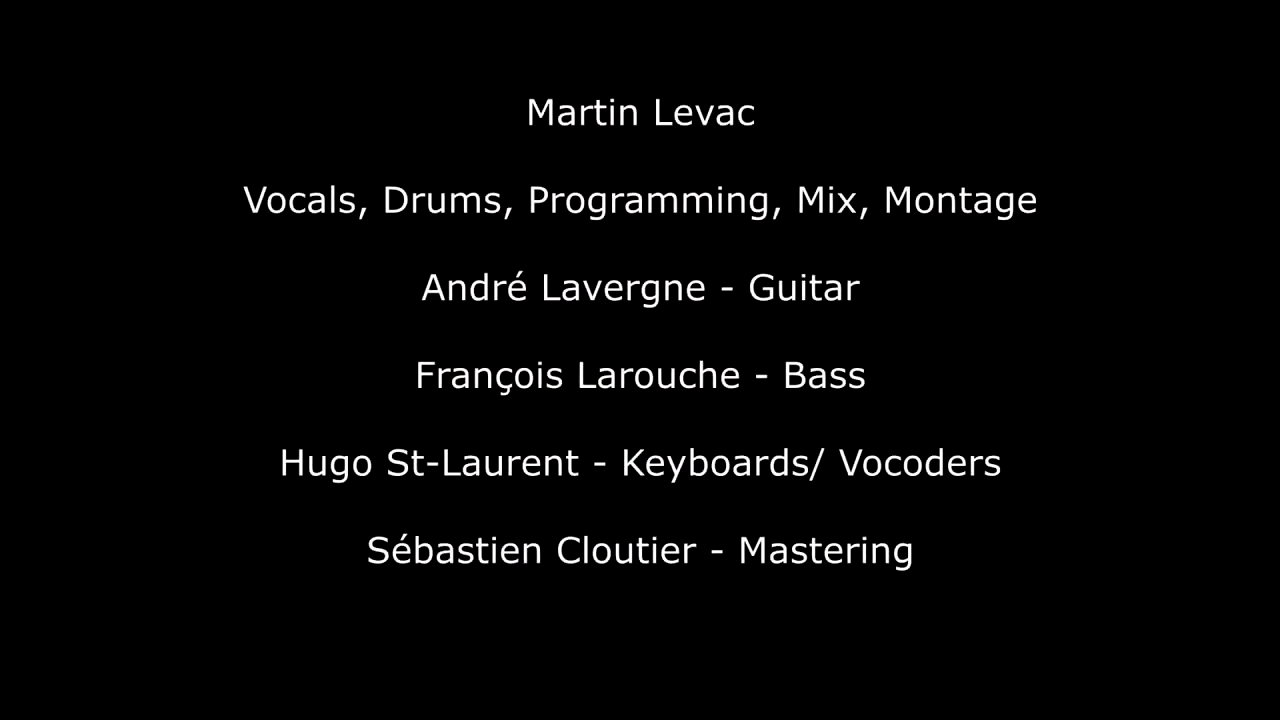 Martin Levac
Vocals, Drums, Programming, Mix, Montage
André Lavergne - Guitar
François Larouche - Bass
Hugo St-Laurent - Keyboards/ Vocoders
Sébastien Cloutier - Mastering